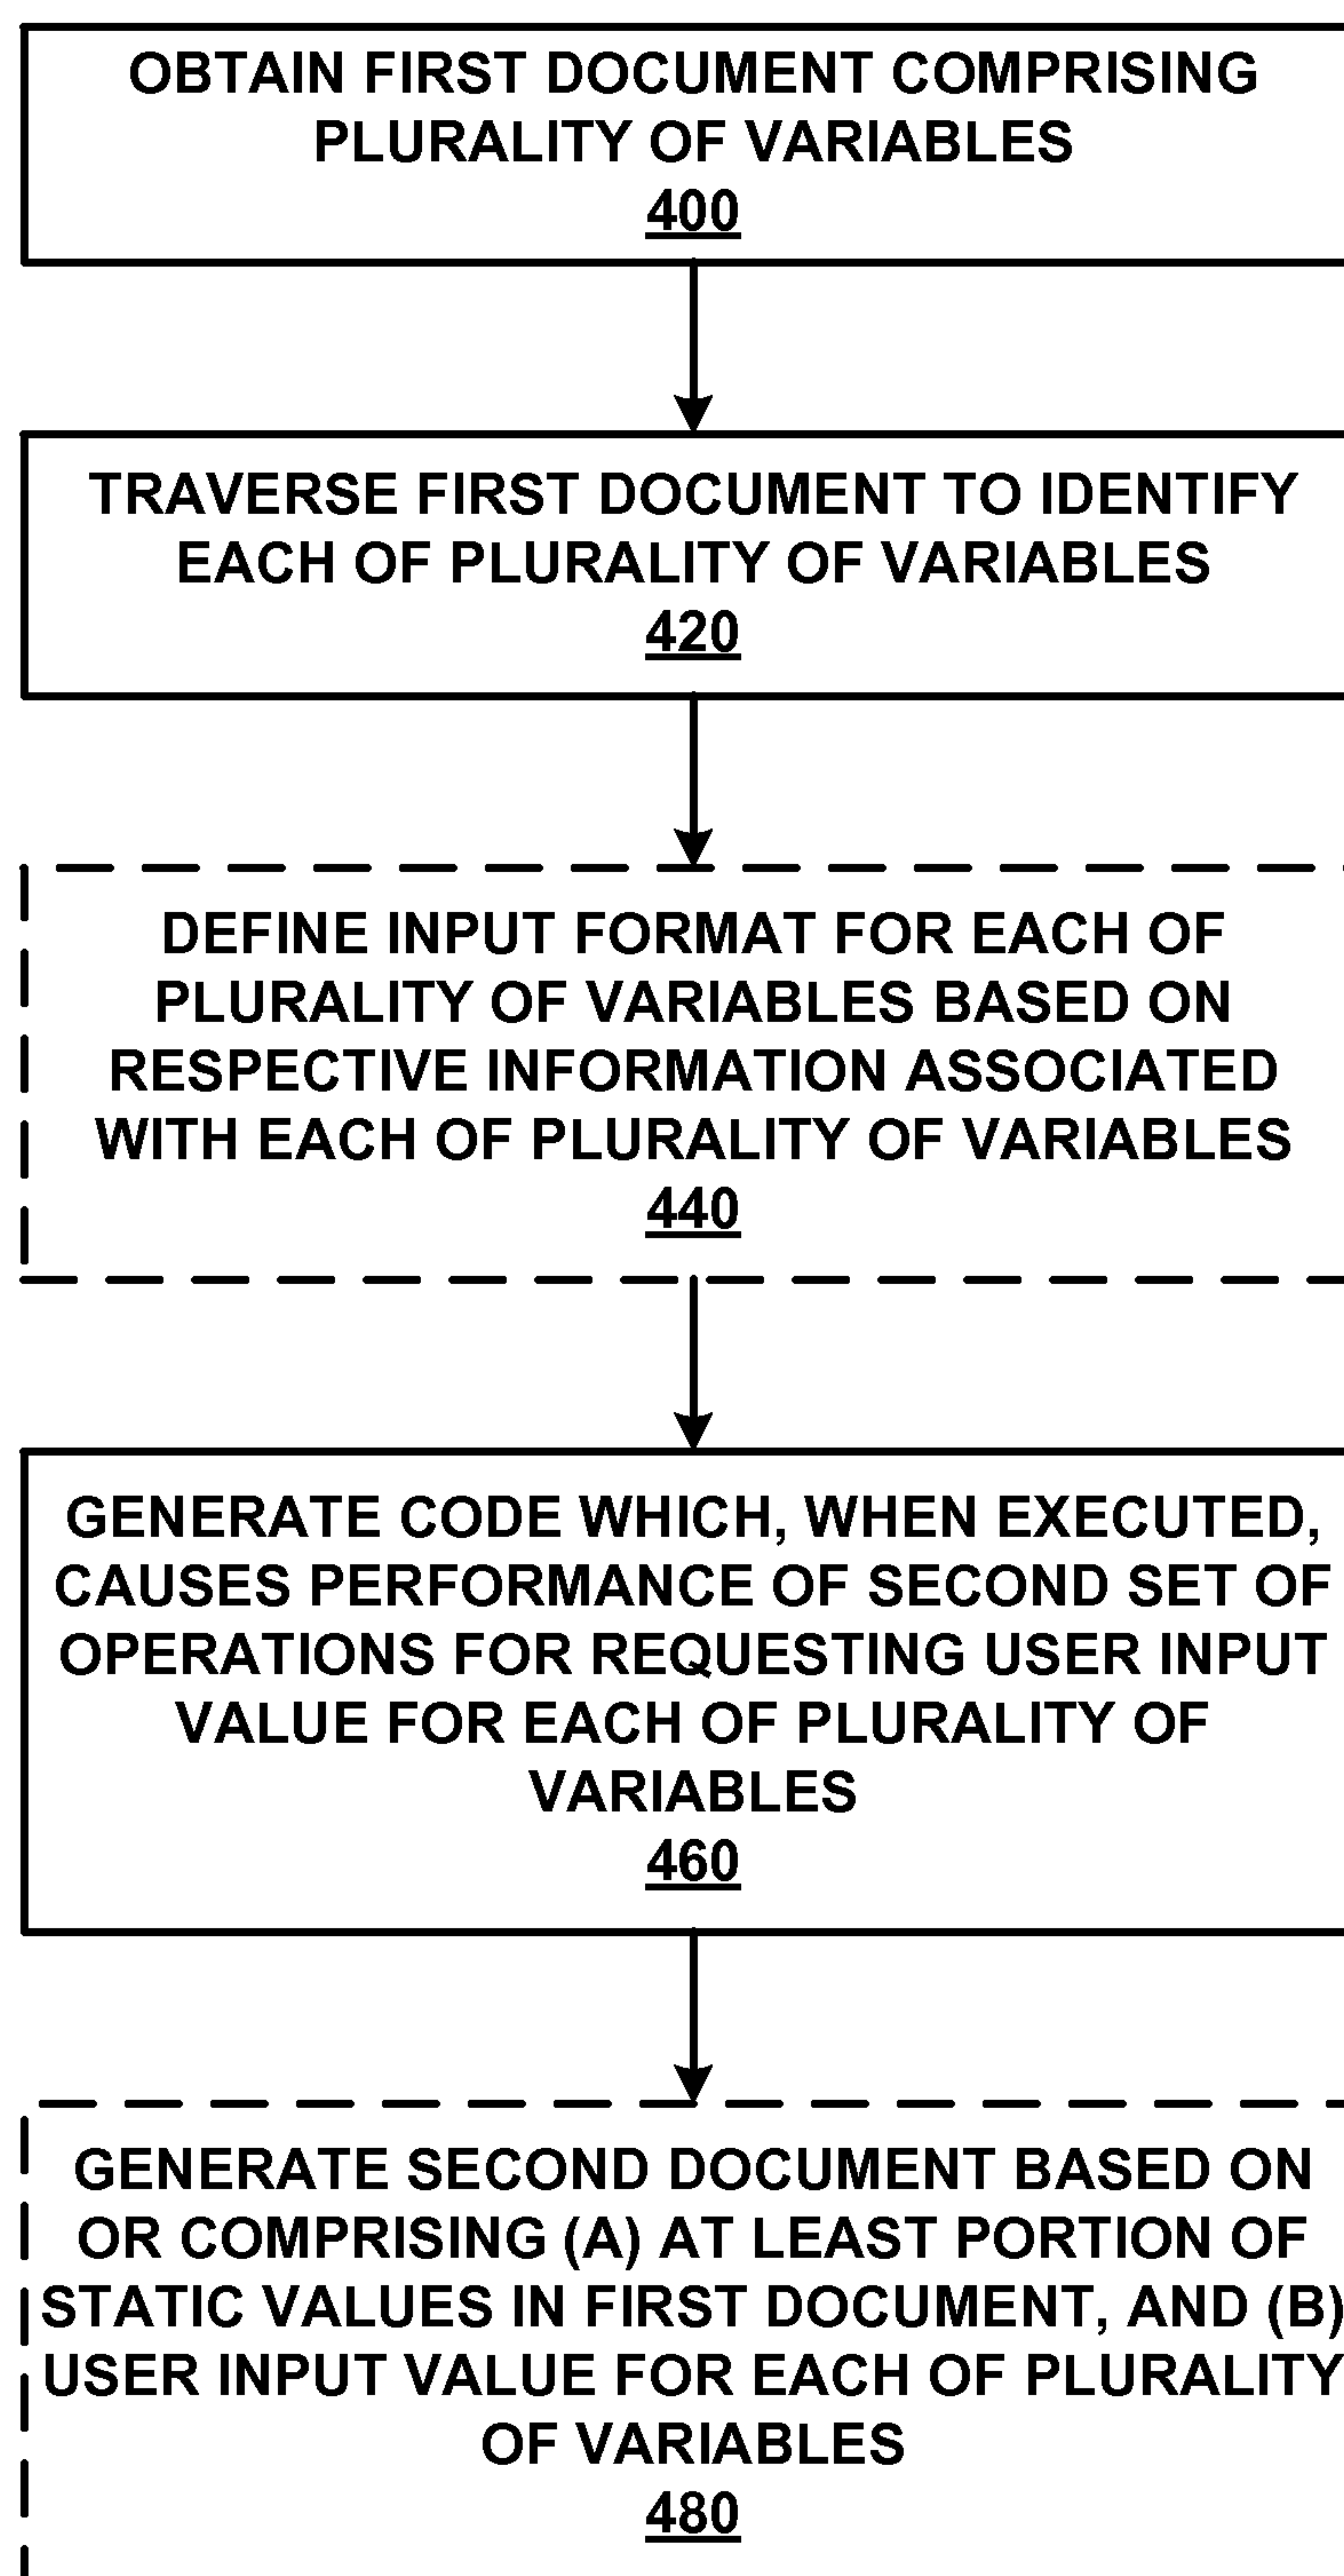 OBTAIN FIRST DOCUMENT COMPRISING
PLURALITY OF VARIABLES
400
TRAVERSE FIRST DOCUMENT TO IDENTIFY
EACH OF PLURALITY OF VARIABLES
420
DEFINE INPUT FORMAT FOR EACH OF
PLURALITY OF VARIABLES BASED ON
RESPECTIVE INFORMATION ASSOCIATED
WITH EACH OF PLURALITY OF VARIABLES
440
GENERATE CODE WHICH, WHEN EXECUTED,
CAUSES PERFORMANCE OF SECOND SET OF
OPERATIONS FOR REQUESTING USER INPUT
VALUE FOR EACH OF PLURALITY OF
VARIABLES
460
GENERATE SECOND DOCUMENT BASED ON
OR COMPRISING (A) AT LEAST PORTION OF
STATIC VALUES IN FIRST DOCUMENT, AND (B)
USER INPUT VALUE FOR EACH OF PLURALITY
OF VARIABLES
480